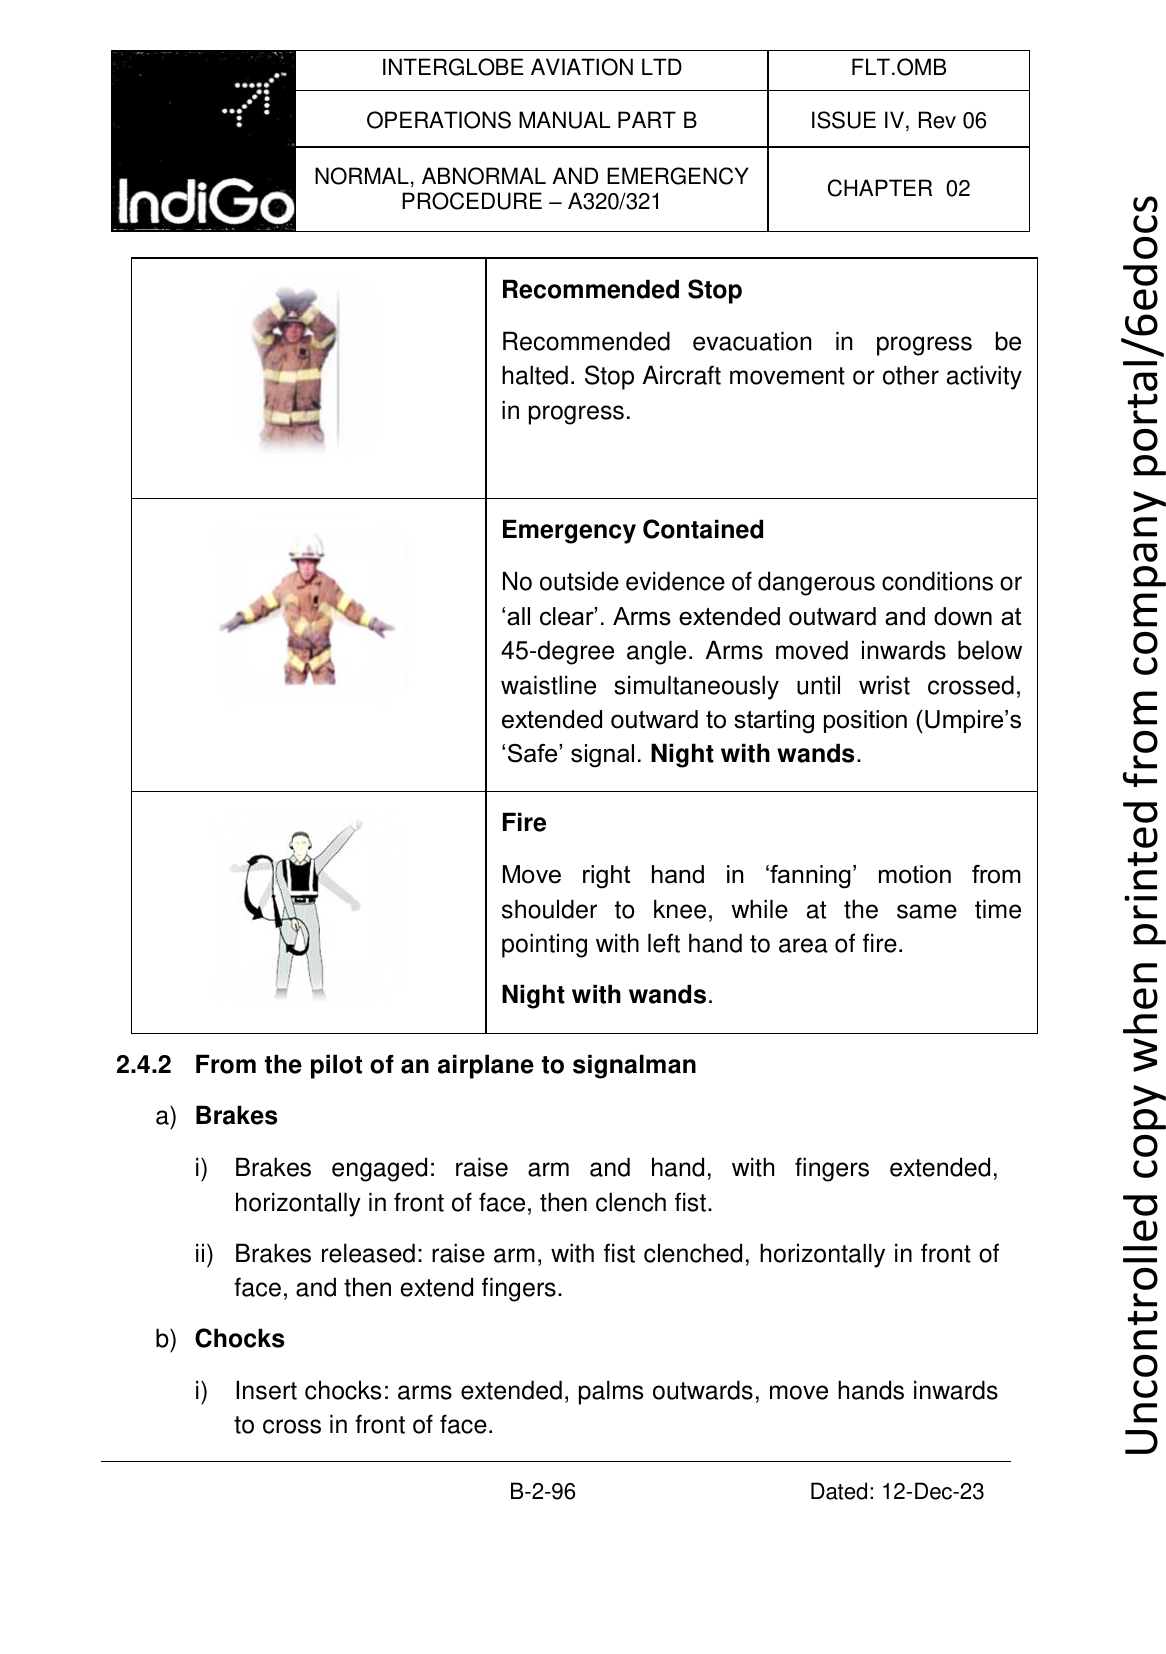 IndiGo
INTERGLOBE AVIATION LTD
FLT.OMB
OPERATIONS MANUAL PART B
ISSUE IV, Rev 06
NORMAL, ABNORMAL AND EMERGENCY
PROCEDURE – A320/321
CHAPTER 02
Recommended Stop
Recommended evacuation in progress be
halted. Stop Aircraft movement or other activity
in progress.
Emergency Contained
No outside evidence of dangerous conditions or
‘all clear’. Arms extended outward and down at
45-degree angle. Arms moved inwards below
waistline simultaneously until wrist crossed,
extended outward to starting position (Umpire’s
‘Safe’ signal. Night with wands.
Fire
Move right hand in ‘fanning’ motion from
shoulder to knee, while at the same time
pointing with left hand to area of fire.
Night with wands.
2.4.2 From the pilot of an airplane to signalman
a) Brakes
i) Brakes engaged: raise arm and hand, with fingers extended,
horizontally in front of face, then clench fist.
ii) Brakes released: raise arm, with fist clenched, horizontally in front of
face, and then extend fingers.
b) Chocks
i) Insert chocks: arms extended, palms outwards, move hands inwards
to cross in front of face.
B-2-96
Dated: 12-Dec-23
Uncontrolled copy when printed from company portal/6edocs